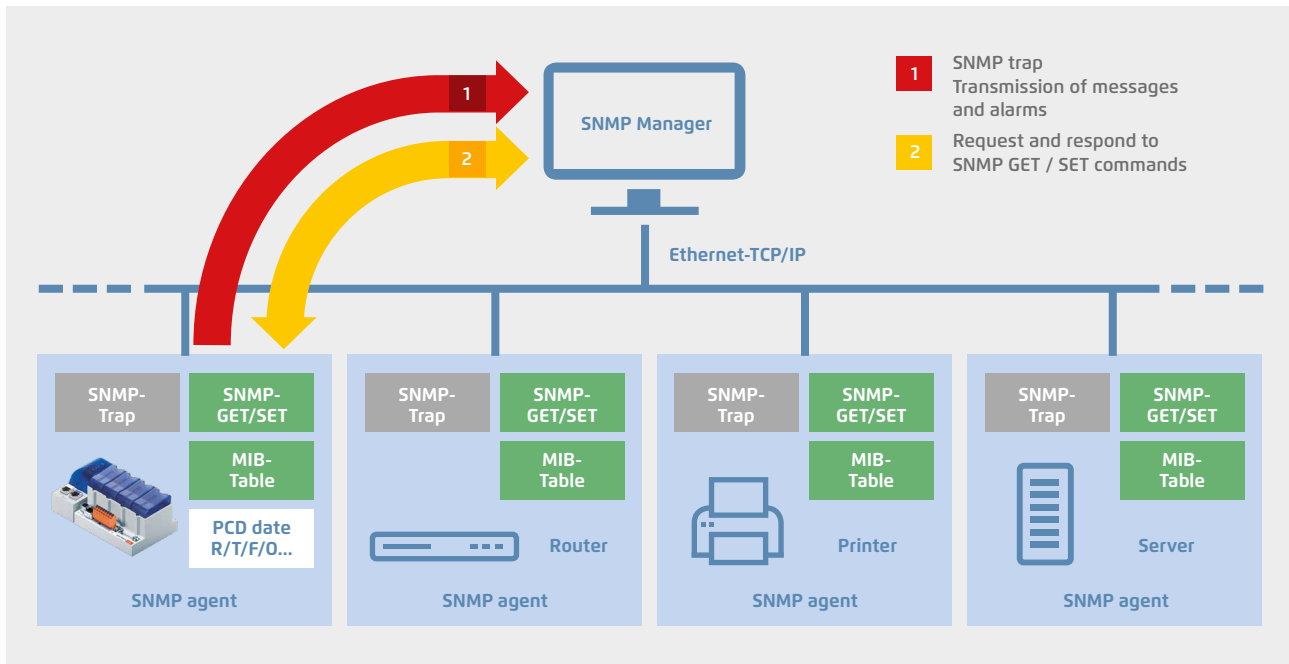 1
2
SNMP Manager
1
SNMP trap
Transmission of messages
and alarms
2
Request and respond to
SNMP GET / SET commands
Ethernet-TCP/IP
SNMP-
Trap
SNMP-
GET/SET
MIB-
Table
PCD date
R/T/F/O...
SNMP agent
SNMP-
Trap
SNMP-
GET/SET
MIB-
Table
Router
SNMP agent
SNMP-
Trap
SNMP-
GET/SET
MIB-
Table
Printer
SNMP agent
SNMP-
Trap
SNMP-
GET/SET
MIB-
Table
Server
SNMP agent